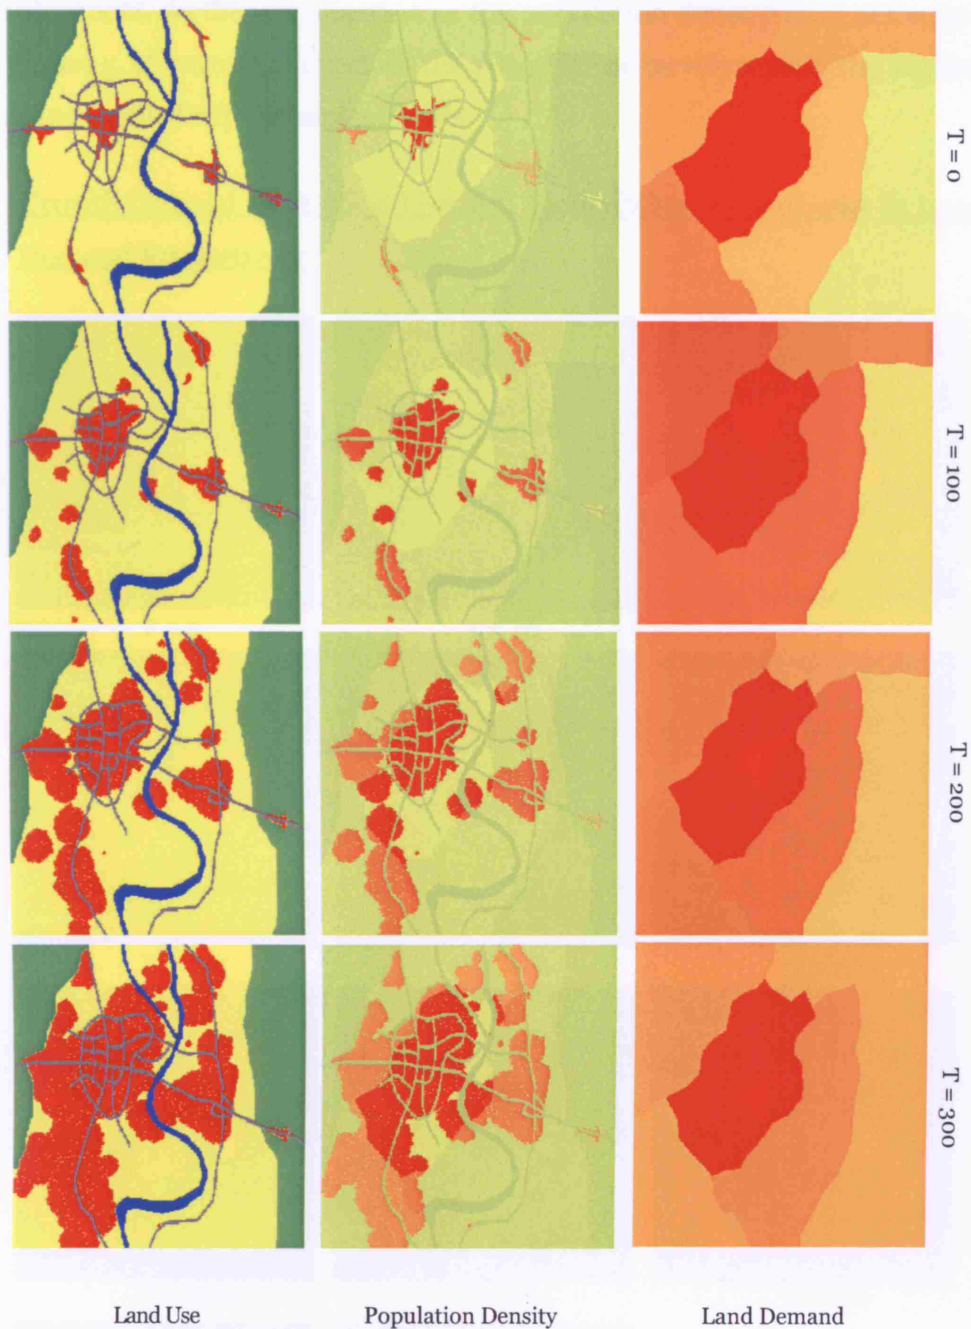 T = 0
T = 100
T = 200
T = 300
Land Use
Population Density
Land Demand